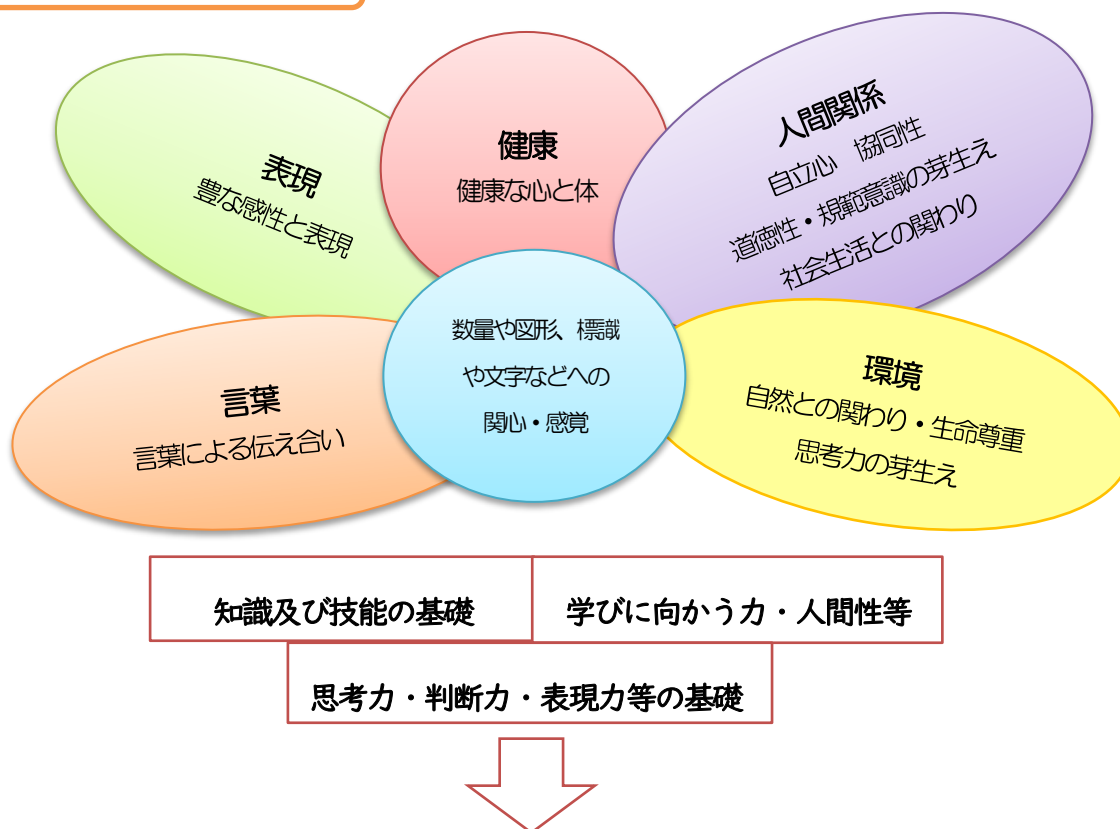 健康
健康な心と体
人間関係
自立心 協同性
道徳性・規範意識の芽生え
社会生活との関わり
表現
豊な感性と表現
数量や図形、標識
や文字などへの
関心・感覚
環境
自然との関わり・生命尊重
思考力の芽生え
言葉
言葉による伝え合い
知識及び技能の基礎
学びに向かう力・人間性等
思考力・判断力・表現力等の基礎